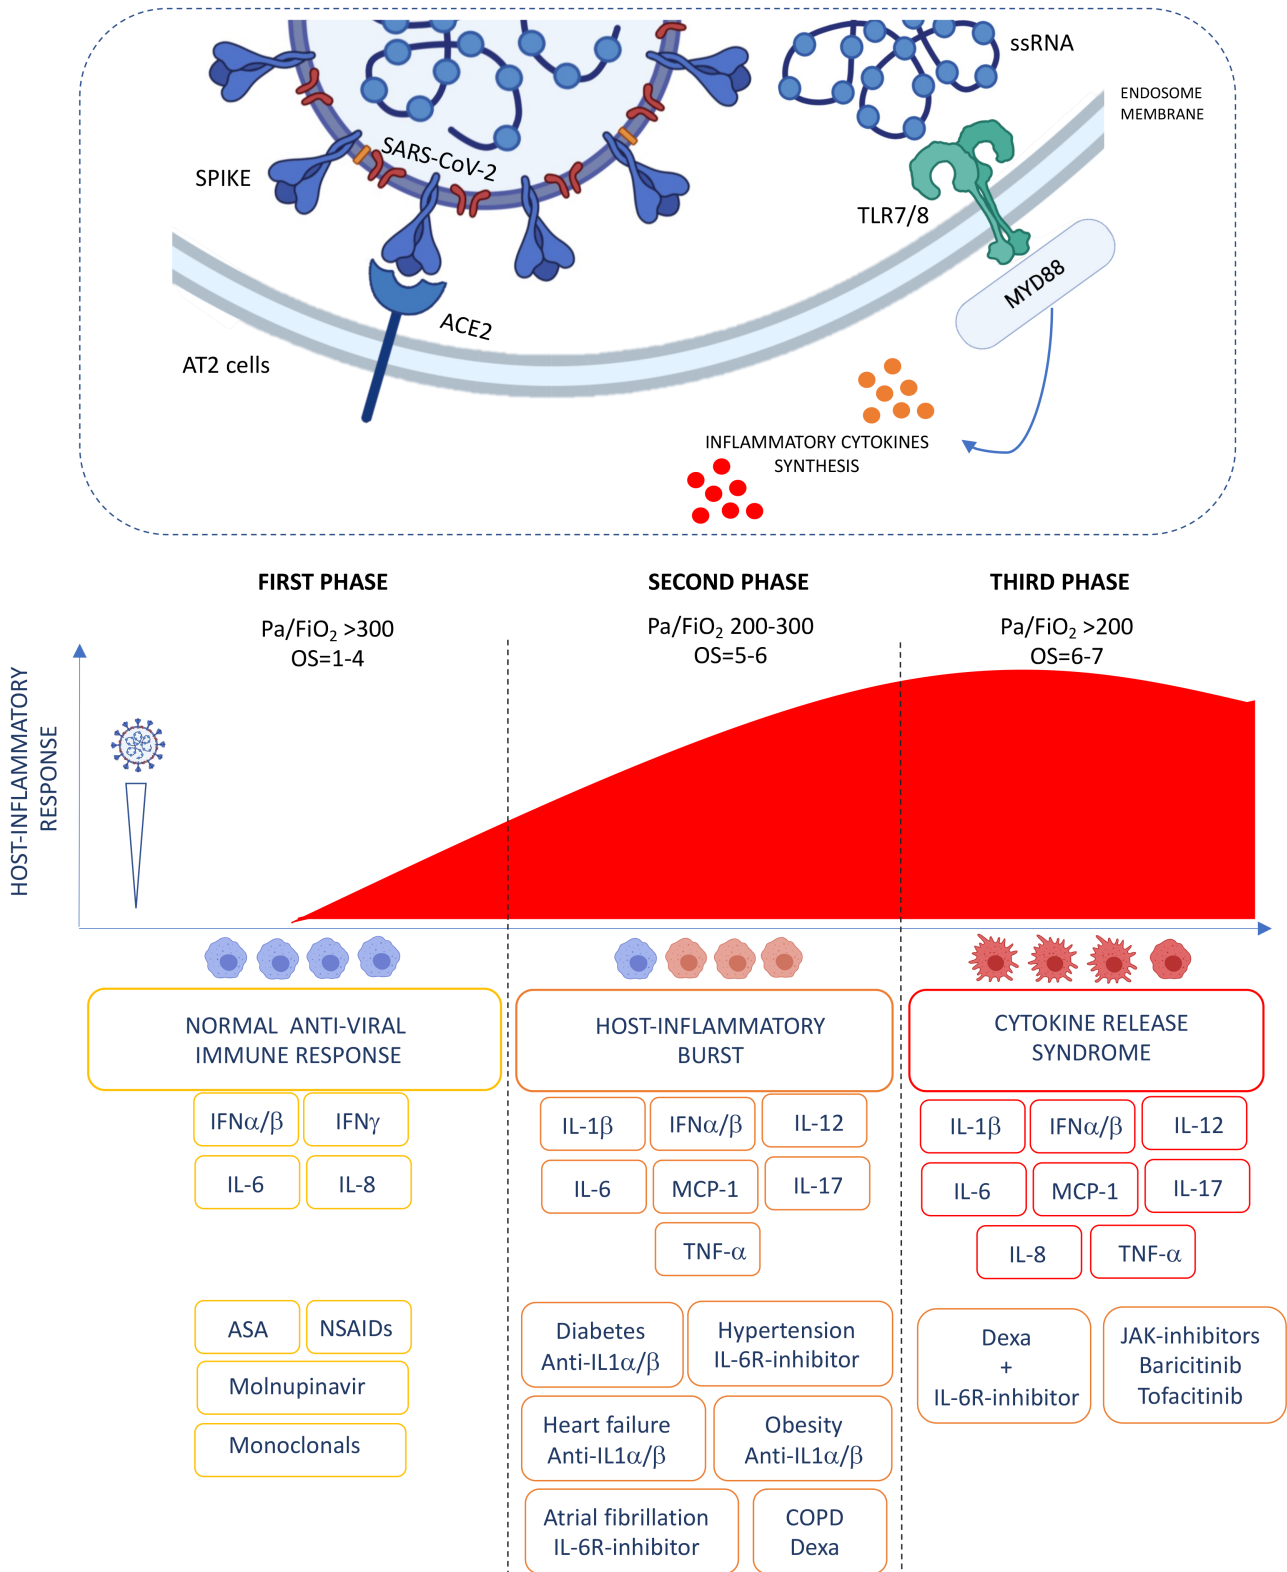 ssRNA
ENDOSOME
MEMBRANE
SARS-CoV-2
SPIKE
TLR7/8
MYD88
ACE2
AT2 cells
INFLAMMATORY CYTOKINES
SYNTHESIS
FIRST PHASE
Pa/FiO₂ >300
OS=1-4
SECOND PHASE
Pa/FiO₂ 200-300
OS=5-6
THIRD PHASE
Pa/FiO₂ >200
OS=6-7
HOST-INFLAMMATORY
RESPONSE
NORMAL ANTI-VIRAL
IMMUNE RESPONSE
IFNα/β
IFNγ
IL-6
IL-8
ASA
NSAIDs
Molnupinavir
Monoclonals
HOST-INFLAMMATORY
BURST
IL-1β
IFNα/β
IL-12
IL-6
MCP-1
IL-17
TNF-α
Diabetes
Anti-IL1α/β
Hypertension
IL-6R-inhibitor
Heart failure
Anti-IL1α/β
Obesity
Anti-IL1α/β
Atrial fibrillation
IL-6R-inhibitor
COPD
Dexa
CYTOKINE RELEASE
SYNDROME
IL-1β
IFNα/β
IL-12
IL-6
MCP-1
IL-17
IL-8
TNF-α
Dexa
+
IL-6R-inhibitor
JAK-inhibitors
Baricitinib
Tofacitinib